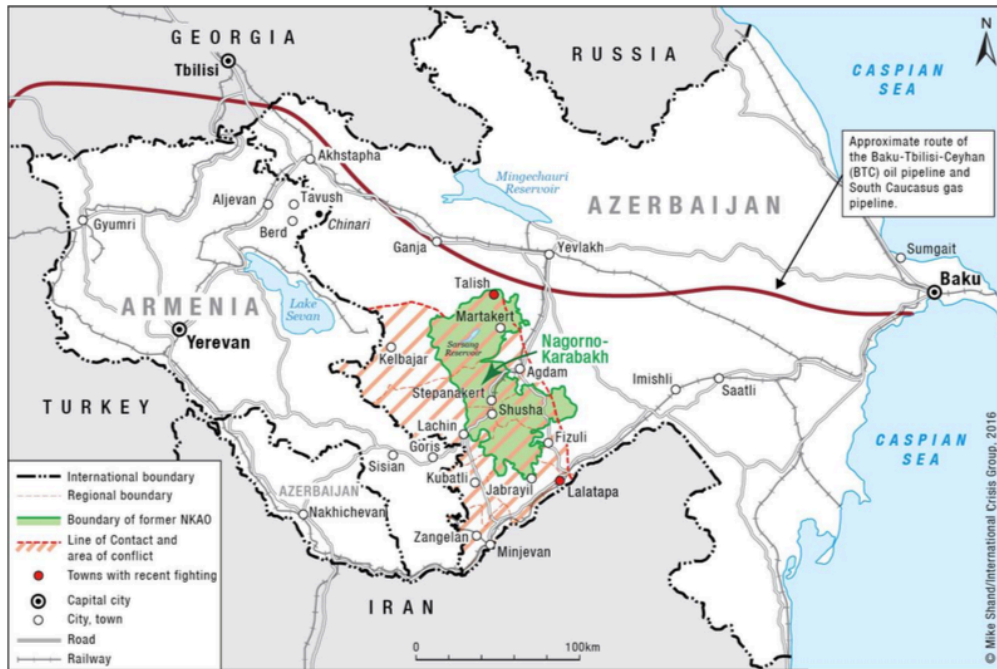 GEORGIA
Tbilisi
RUSSIA
N
CASPIAN
SEA
Approximate route of
the Baku-Tbilisi-Ceyhan
(BTC) oil pipeline and
South Caucasus gas
pipeline.
Akhstapha
Mingechauri
Reservoir
AZERBAIJAN
Aljevan
Tavush
Gyumri
Berd
Chinari
Ganja
Yevlakh
Sumgait
Baku
Talish
Lake
Sevan
ARMENIA
Martakert
Yerevan
Sarsang
Reservoir
Nagorno-
Karabakh
Kelbajar
Agdam
Imishli
Saatli
Stepanakert
Shusha
TURKEY
Lachin
Goris
Fizuli
CASPIAN
SEA
Sisian
Kubatli
Jabrayil
Lalatapa
AZERBAIJAN
Nakhichevan
Zangelan
Minjevan
IRAN
International boundary
Regional boundary
Boundary of former NKAO
Line of Contact and
area of conflict
Towns with recent fighting
Capital city
City, town
Road
Railway
0
100km
© Mike Shand/International Crisis Group, 2016